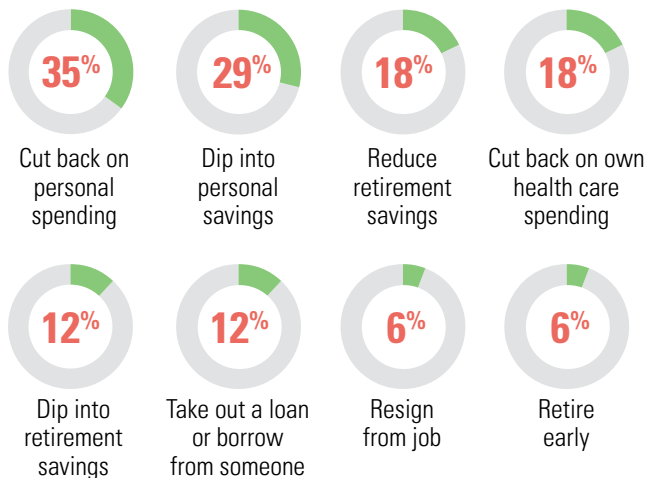 35%
Cut back on
personal
spending
29%
Dip into
personal
savings
18%
Reduce
retirement
savings
18%
Cut back on own
health care
spending
12%
Dip into
retirement
savings
12%
Take out a loan
or borrow
from someone
6%
Resign
from job
6%
Retire
early